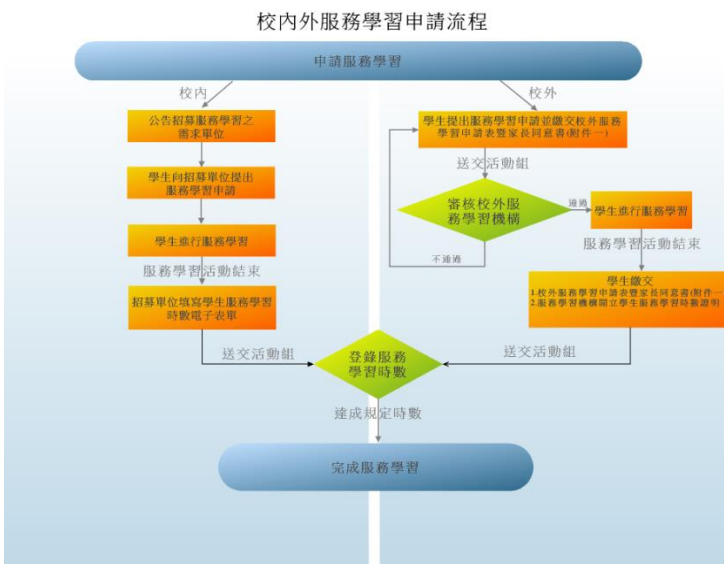 校內外服務學習申請流程
申請服務學習
校內
公告招募服務學習之
需求單位
學生向招募單位提出
服務學習申請
學生進行服務學習
服務學習活動結束
招募單位填寫學生服務學習
時數電子表單
送交活動組
校外
學生提出服務學習申請並繳交校外服務
學習申請表暨家長同意書(附件一)
送交活動組
審核校外服
務學習機構
不通過
通過
學生進行服務學習
服務學習活動結束
學生繳交
1.校外服務學習申請表暨家長同意書(附件一
2.服務學習機構開立學生服務學習時數證明
送交活動組
登錄服務
學習時數
達成規定時數
完成服務學習